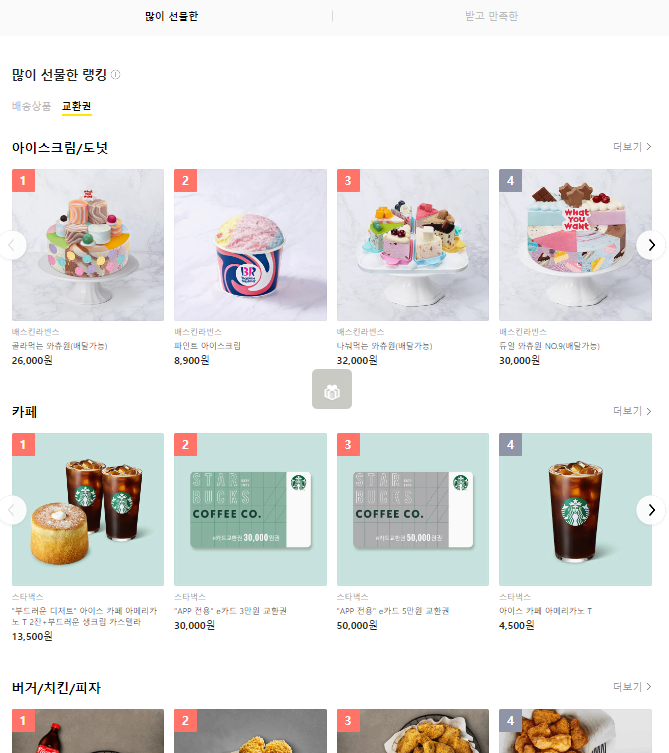 많이 선물한
받고 만족한
많이 선물한 랭킹
배송상품 교환권
아이스크림/도넛
더보기
1
2
3
4
what
you
want
BR
배스킨라빈스
골라먹는 와츄원(배달가능)
26,000원
배스킨라빈스
파인트 아이스크림
8,900원
배스킨라빈스
나눠먹는 와츄원(배달가능)
32,000원
배스킨라빈스
듀얼 와츄원 NO.9(배달가능)
30,000원
카페
더보기
1
2
3
4
STAR
BUCKS
COFFEE CO.
e카드교환권 30,000원권
STAR
BUCKS
COFFEE CO.
e카드교환권 50,000원권
스타벅스
"부드러운 디저트" 아이스 카페 아메리카
노 T 2잔+부드러운 생크림 카스텔라
13,500원
스타벅스
"APP 전용" e카드 3만원 교환권
30,000원
스타벅스
"APP 전용" e카드 5만원 교환권
50,000원
스타벅스
아이스 카페 아메리카노 T
4,500원
버거/치킨/피자
더보기
1
2
3
4